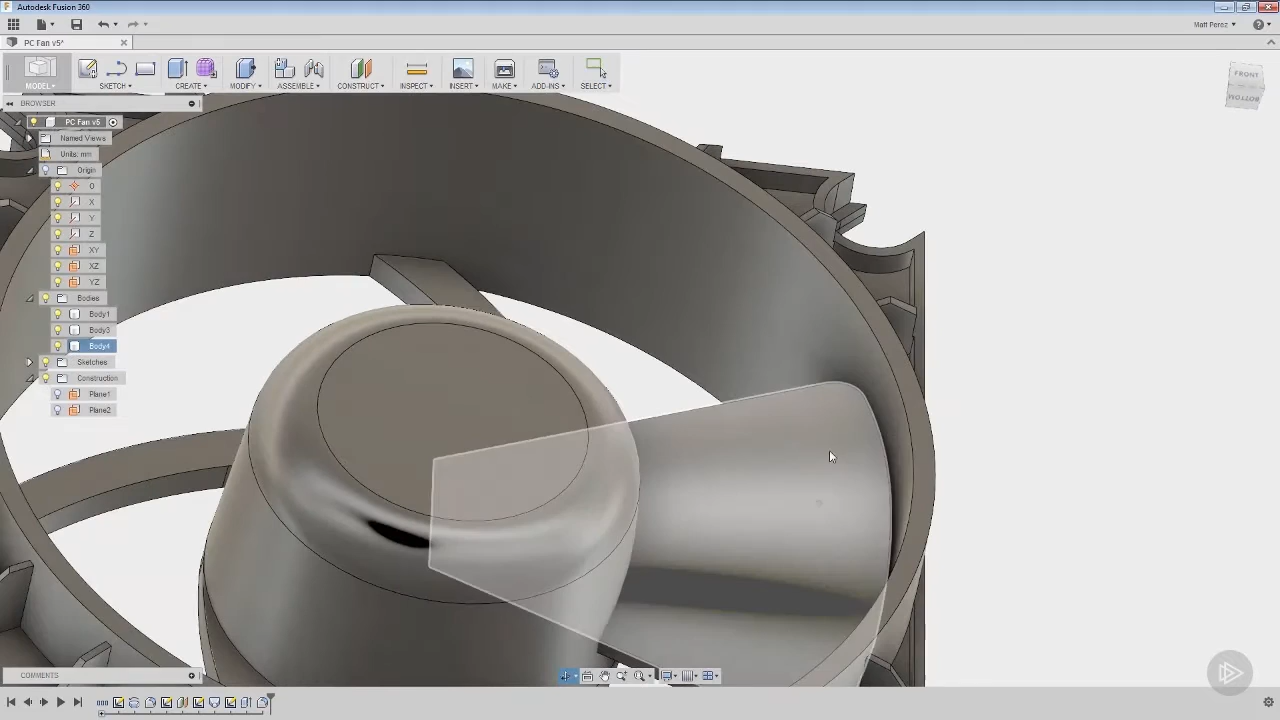 Autodesk Fusion 360
Matt Perez
PC Fan v5*
MODEL
SKETCH
CREATE
MODIFY
ASSEMBLE
CONSTRUCT
INSPECT
INSERT
MAKE
ADD-INS
SELECT
FRONT
BOTTOM
BROWSER
PC Fan v5
Named Views
Units: mm
Origin
O
X
Y
Z
XY
XZ
YZ
Bodies
Body1
Body3
Body4
Sketches
Construction
Plane1
Plane2
COMMENTS